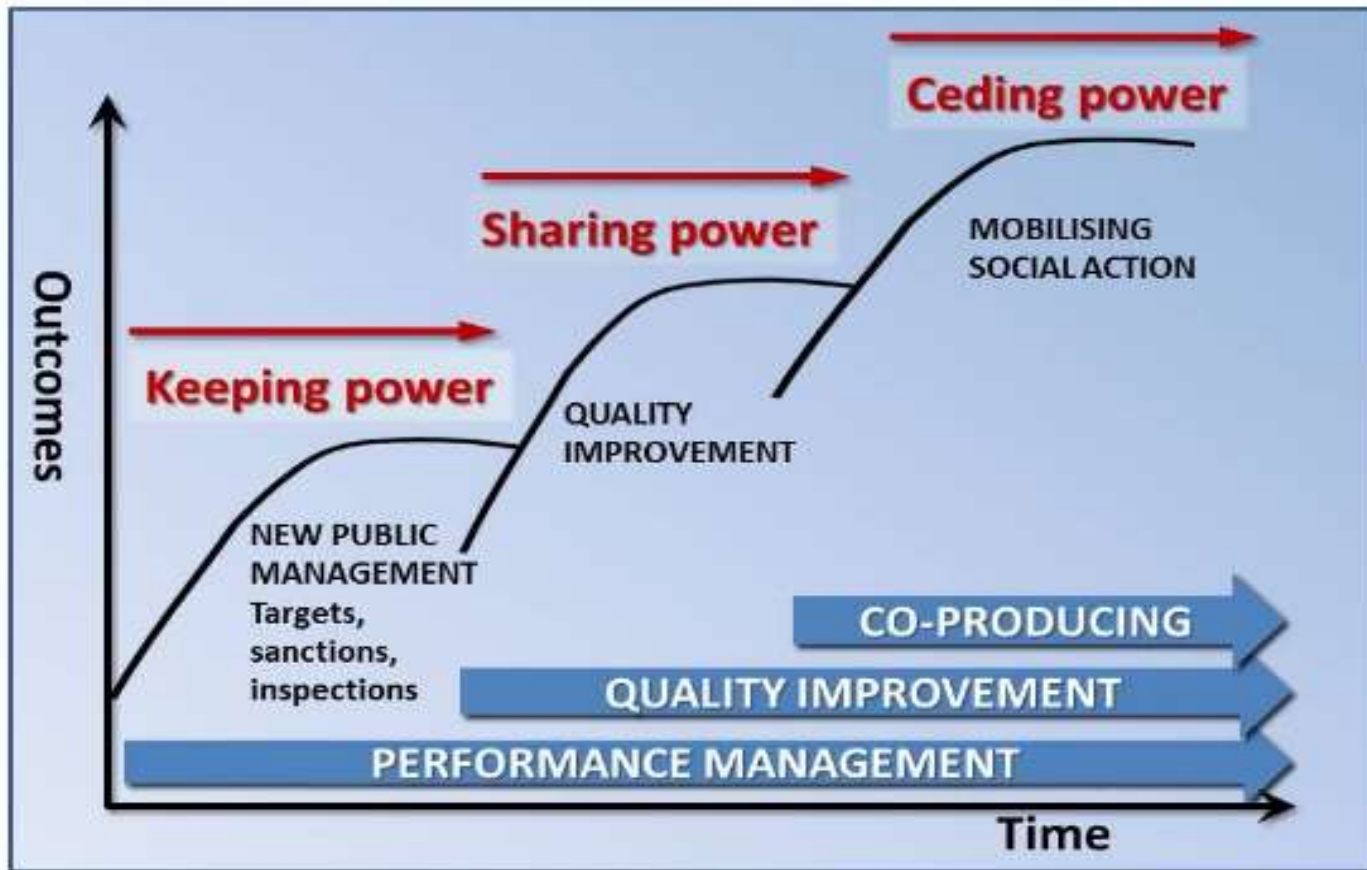 Ceding power
Sharing power
MOBILISING
SOCIAL ACTION
Outcomes
Keeping power
QUALITY
IMPROVEMENT
NEW PUBLIC
MANAGEMENT
Targets,
sanctions,
inspections
CO-PRODUCING
QUALITY IMPROVEMENT
PERFORMANCE MANAGEMENT
Time